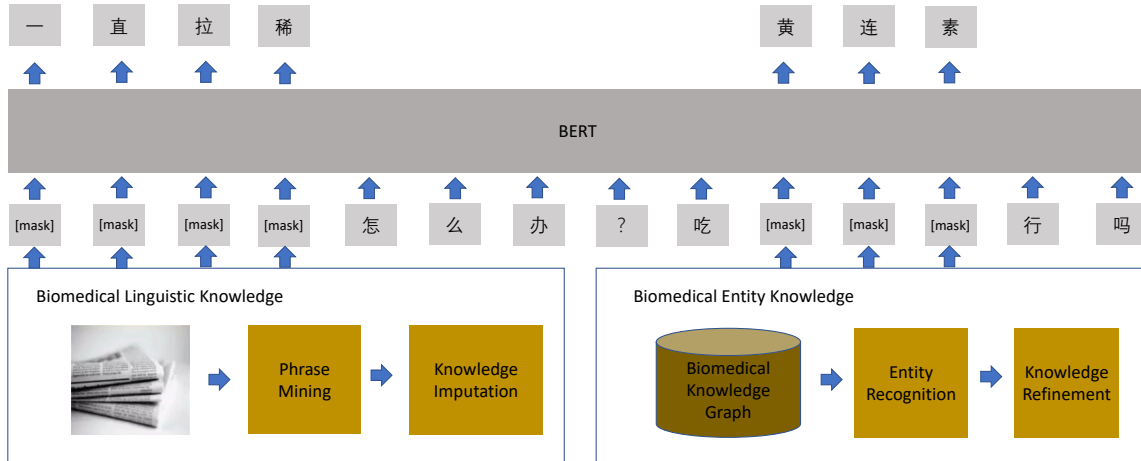 一 直 拉 稀 黄 连 素
BERT
[mask] [mask] [mask] [mask] 怎 么 办 ? 吃 [mask] [mask] [mask] 行 吗
Biomedical Linguistic Knowledge
Phrase
Mining
Knowledge
Imputation
Biomedical Entity Knowledge
Biomedical
Knowledge
Graph
Entity
Recognition
Knowledge
Refinement